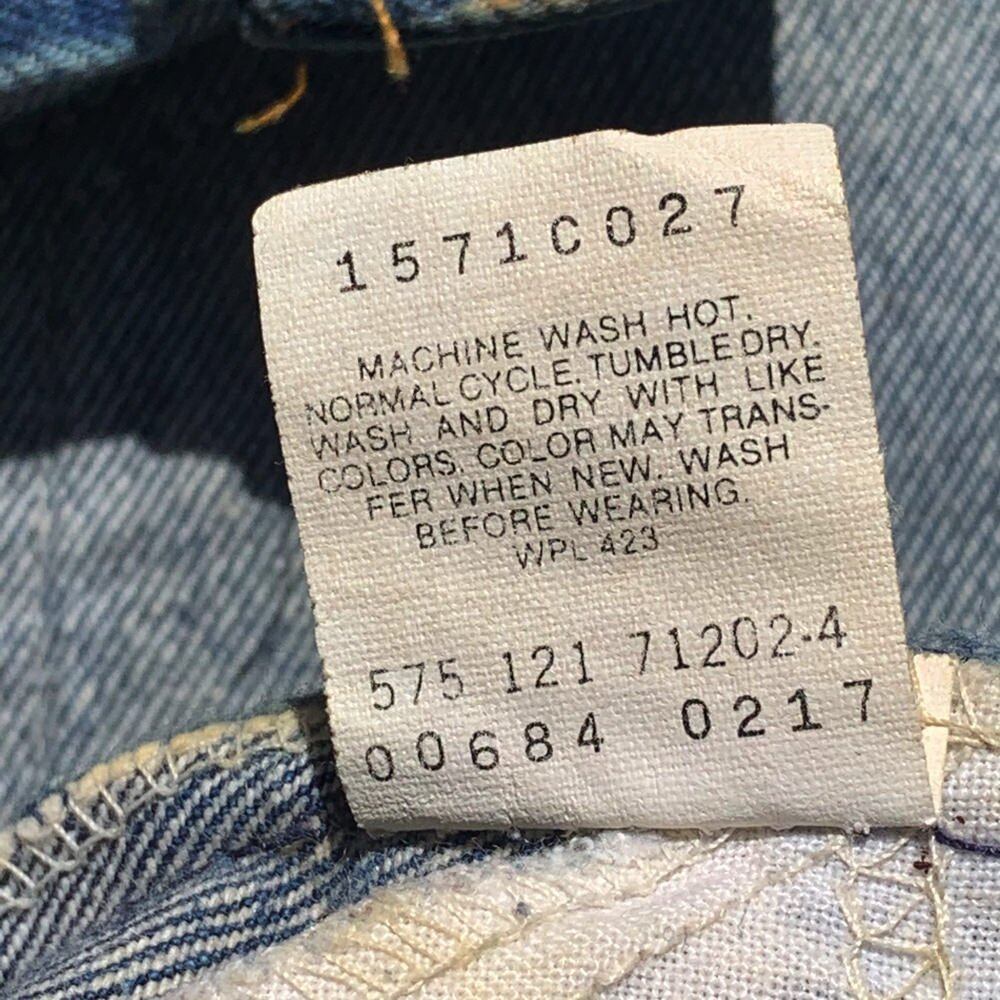 1571C027
MACHINE WASH HOT.
NORMAL CYCLE. TUMBLE DRY.
WASH AND DRY WITH LIKE
COLORS. COLOR MAY TRANS-
FER WHEN NEW. WASH
BEFORE WEARING.
WPL 423
575 121 71202-4
00684 0217